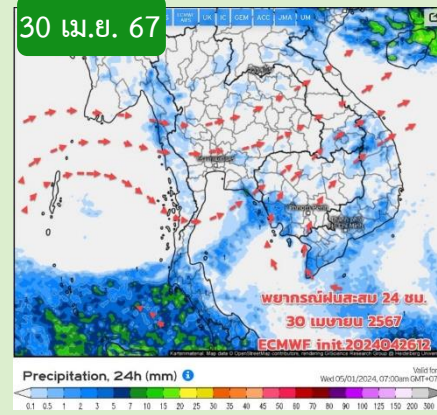 30 เม.ย. 67
ECMWF
UK
IC
GEM
ACC
JMA
UM
พยากรณ์ฝนสะสม 24 ชม.
30 เมษายน 2567
ECMWF init.2024042612
Precipitation, 24h (mm)
Valid for
Wed 05/01/2024, 07:00am GMT+07
0.1 0.5 1 2 3 5 7 10 15 20 25 30 35 40 45 50 60 70 80 90 100 125 150 200 300